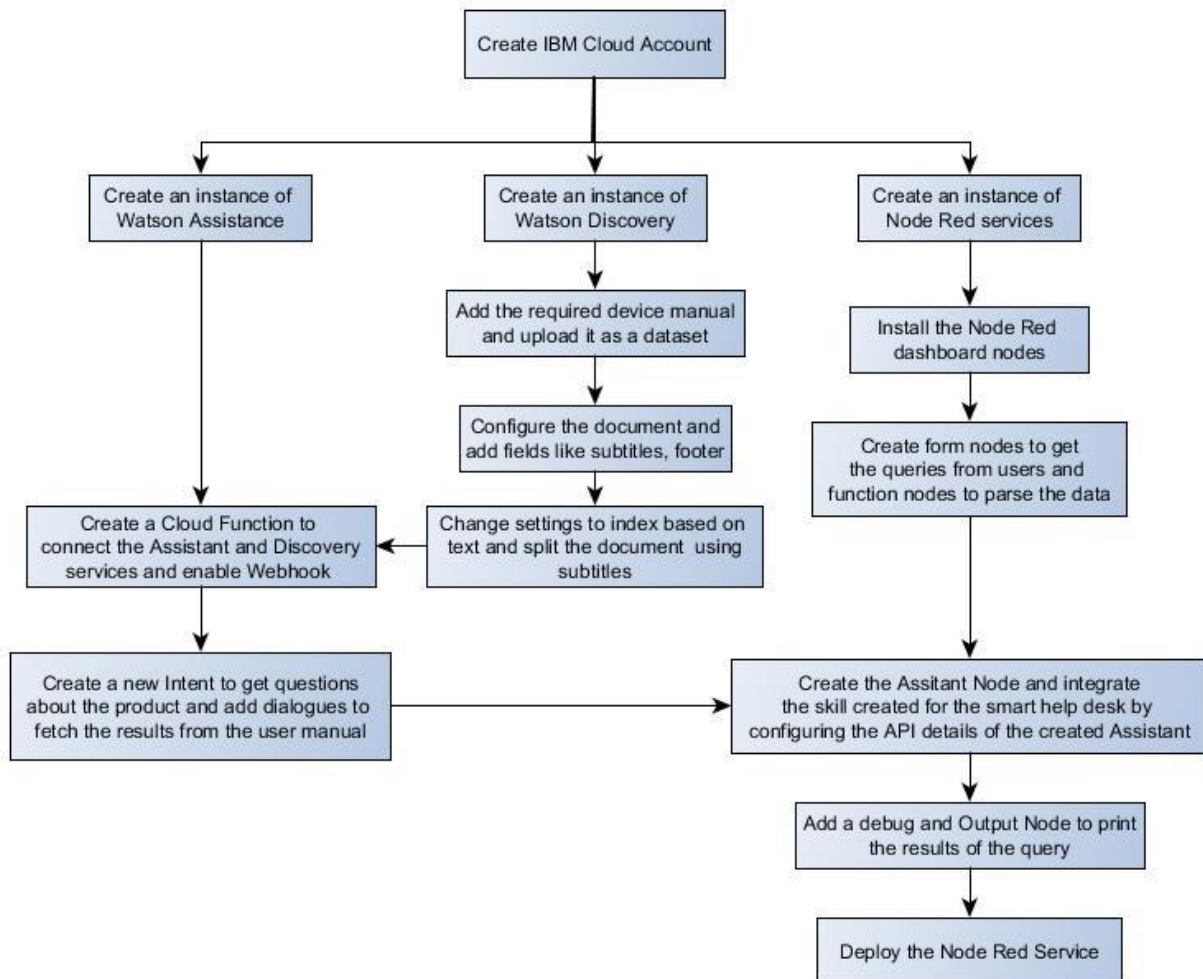 Create IBM Cloud Account
Create an instance of
Watson Assistance
Create an instance of
Watson Discovery
Create an instance of
Node Red services
Add the required device manual
and upload it as a dataset
Install the Node Red
dashboard nodes
Configure the document and
add fields like subtitles, footer
Create form nodes to get
the queries from users and
function nodes to parse the data
Create a Cloud Function to
connect the Assistant and Discovery
services and enable Webhook
Change settings to index based on
text and split the document using
subtitles
Create a new Intent to get questions
about the product and add dialogues to
fetch the results from the user manual
Create the Assitant Node and integrate
the skill created for the smart help desk by
configuring the API details of the created Assistant
Add a debug and Output Node to print
the results of the query
Deploy the Node Red Service